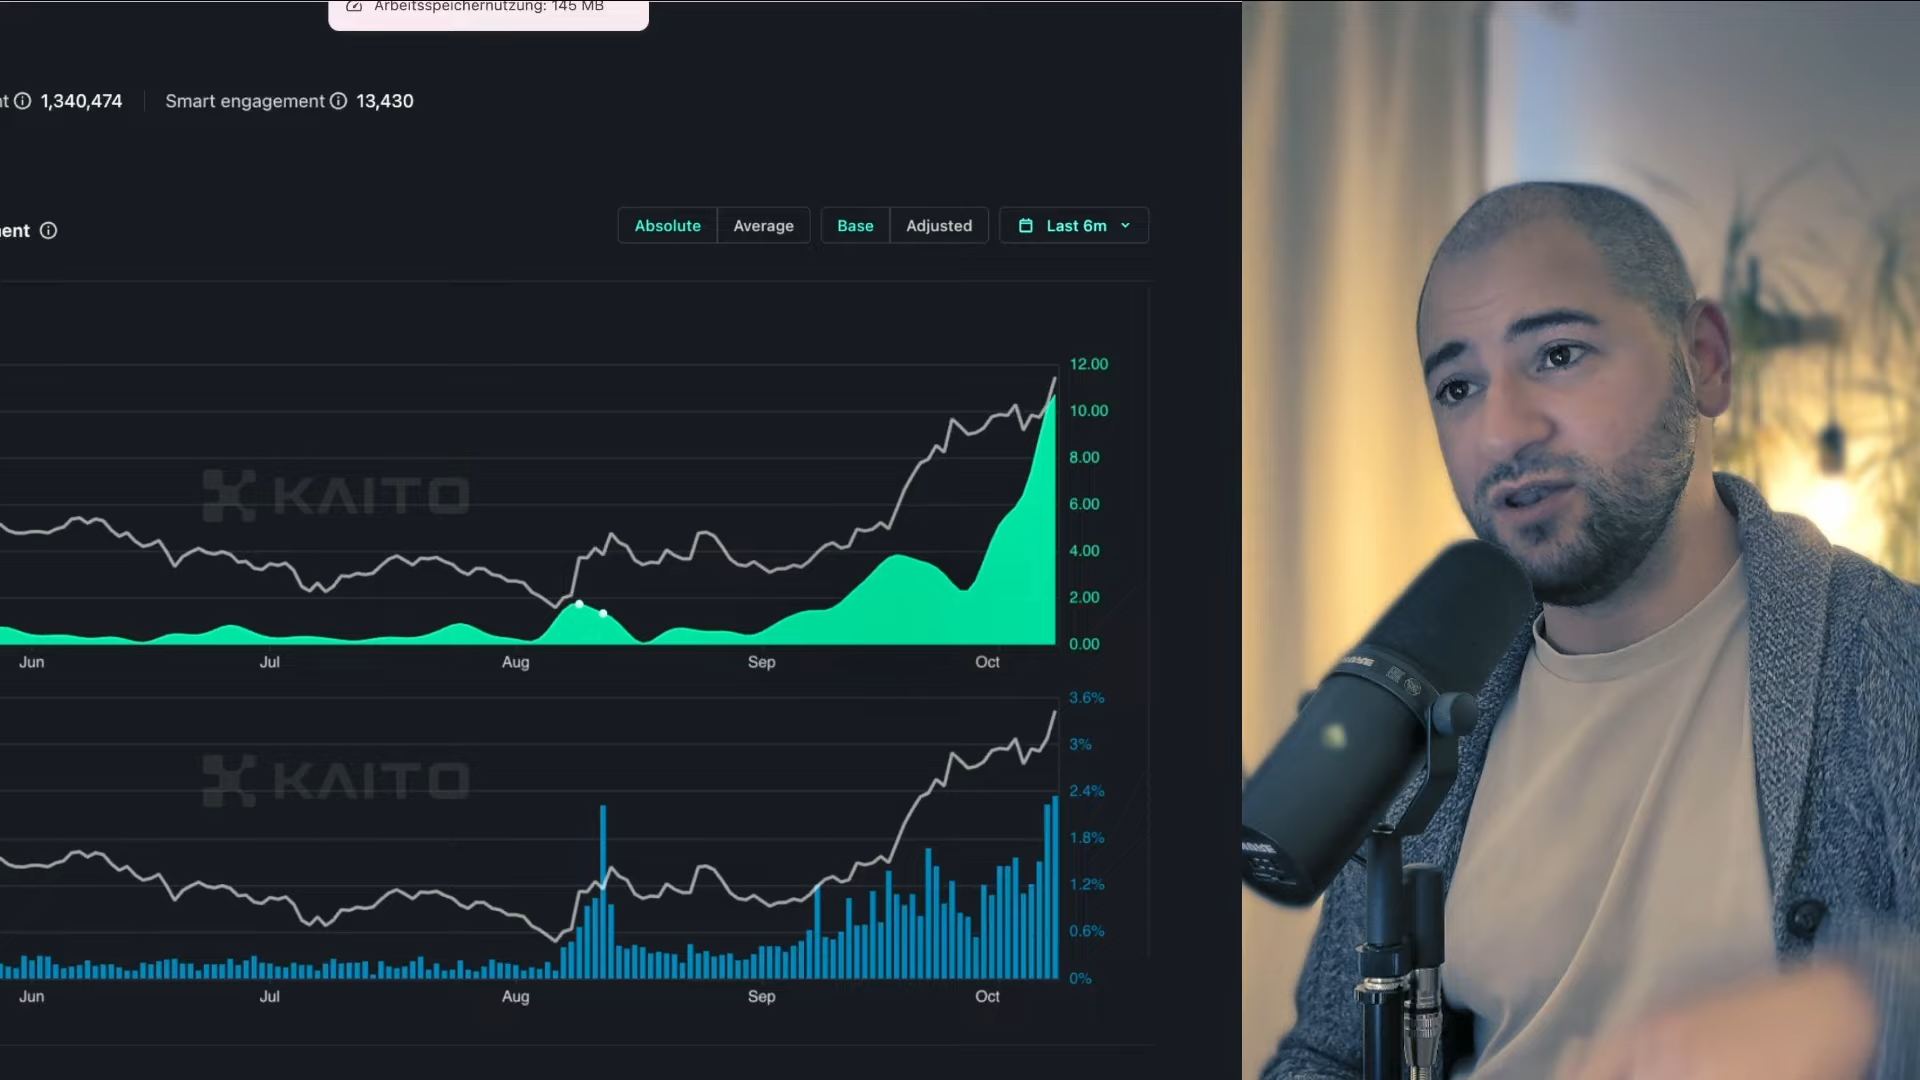 Arbeitsspeichernutzung: 145 MB
nt 1,340,474 Smart engagement 13,430
nent Absolute Average Base Adjusted Last 6m
12.00
10.00
8.00
6.00
4.00
2.00
0.00
KAITO
Jun Jul Aug Sep Oct
3.6%
3%
2.4%
1.8%
1.2%
0.6%
0%
KAITO
Jun Jul Aug Sep Oct